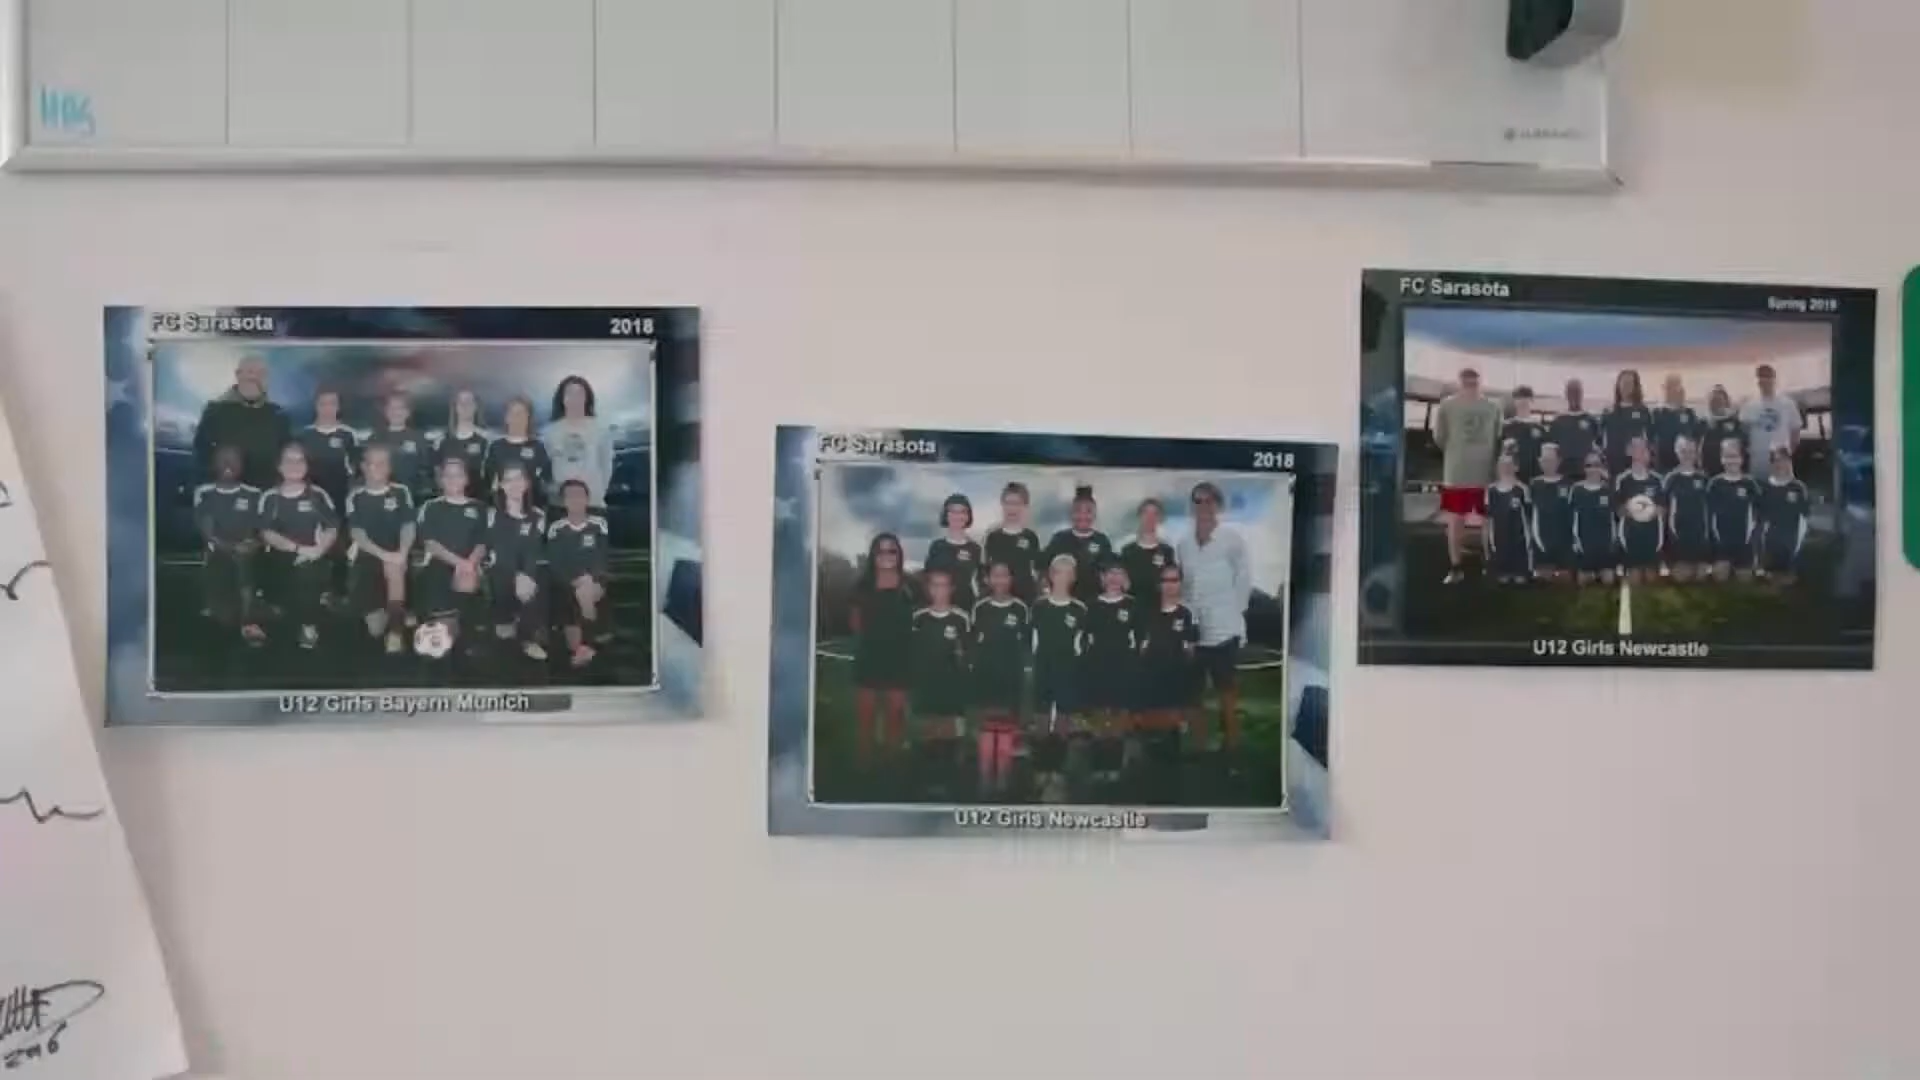 FC Sarasota
2018
U12 Girls Bayern Munich
FC Sarasota
2018
U12 Girls Newcastle
FC Sarasota
Spring 2019
U12 Girls Newcastle